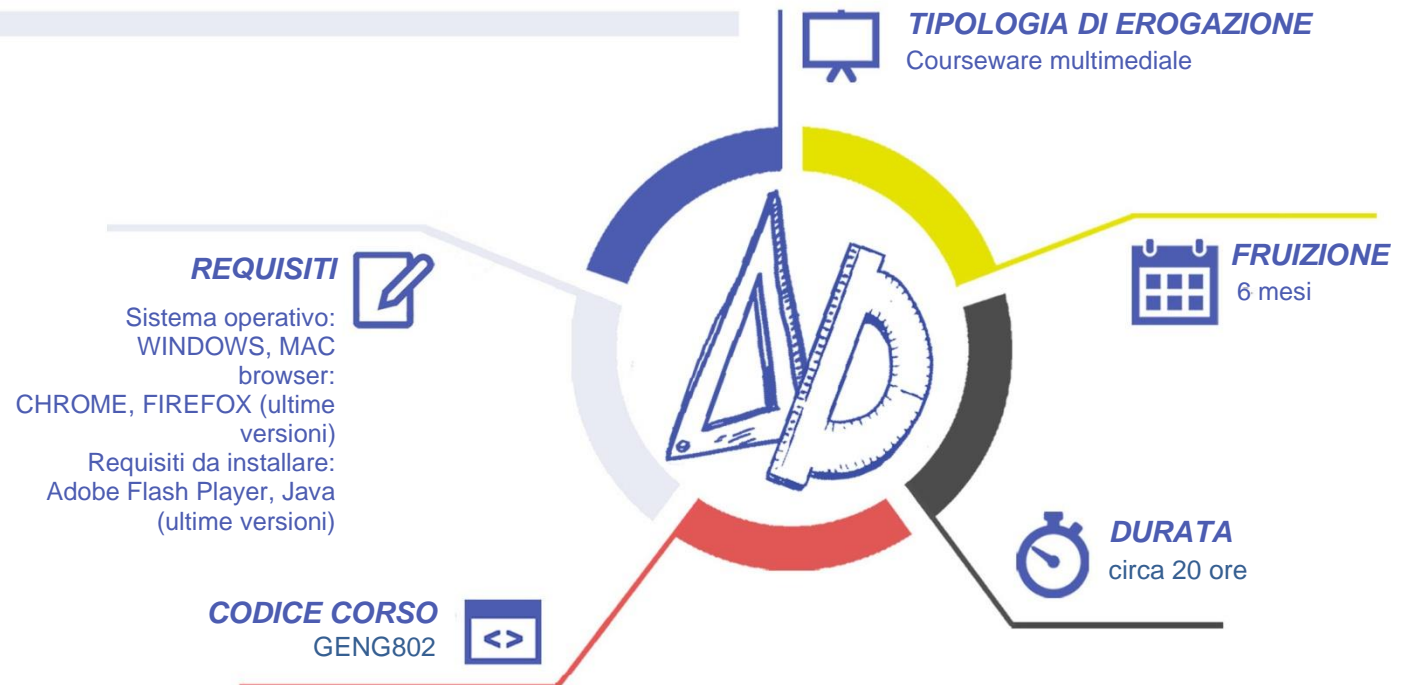 TIPOLOGIA DI EROGAZIONE
Courseware multimediale
REQUISITI
Sistema operativo:
WINDOWS, MAC
browser:
CHROME, FIREFOX (ultime
versioni)
Requisiti da installare:
Adobe Flash Player, Java
(ultime versioni)
FRUIZIONE
6 mesi
DURATA
circa 20 ore
CODICE CORSO
GENG802
<>